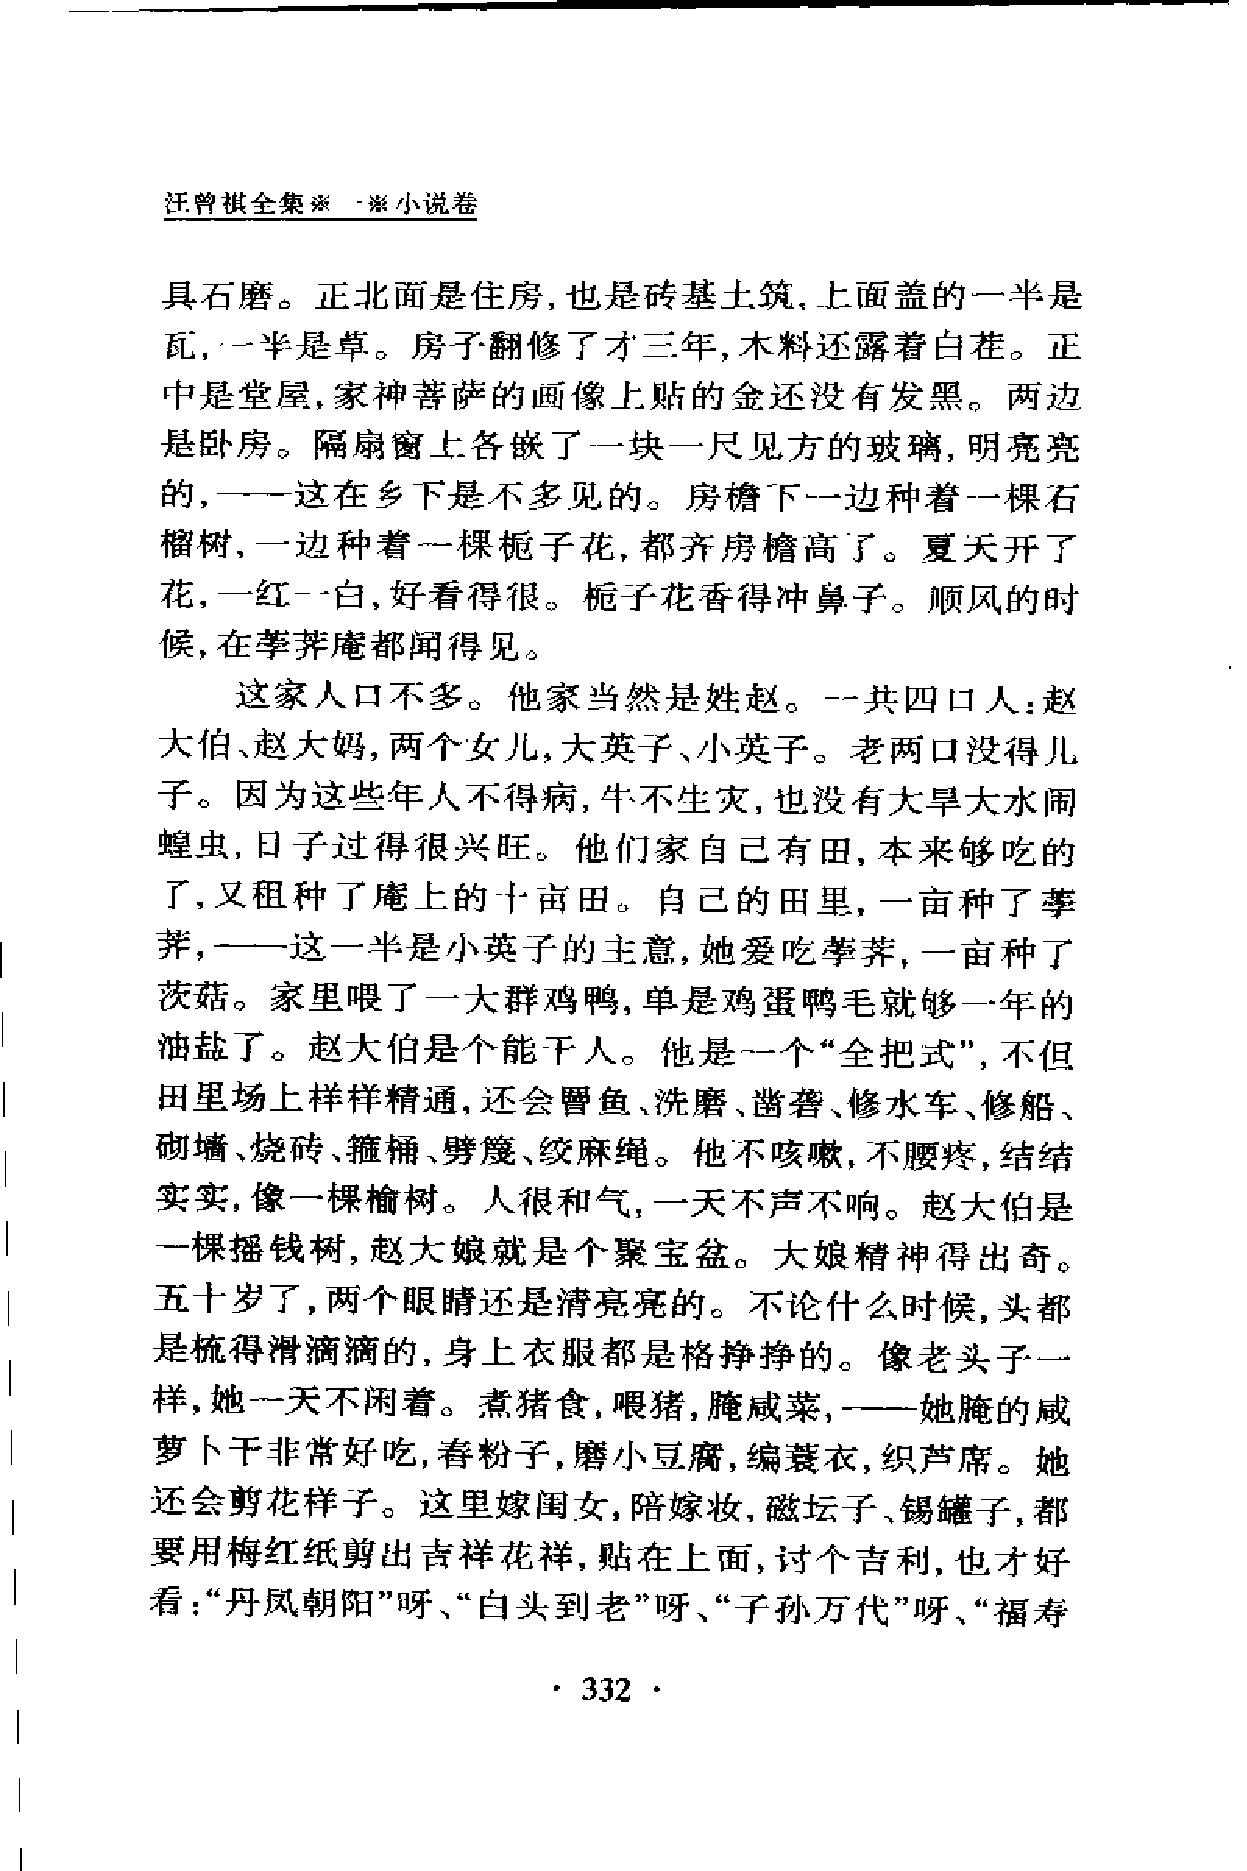 汪曾祺全集※一※小说卷
具石磨。正北面是住房,也是砖基土筑,上面盖的一半是
瓦,一半是草。房子翻修了才三年,木料还露着白茬。正
中是堂屋,家神菩萨的画像上贴的金还没有发黑。两边
是卧房。隔扇窗上各嵌了一块一尺见方的玻璃,明亮亮
的,——这在乡下是不多见的。房檐下一边种着一棵石
榴树,一边种着一棵栀子花,都齐房檐高了。夏天开了
花,一红一白,好看得很。栀子花香得冲鼻子。顺风的时
候,在荸荠庵都闻得见。
这家人口不多。他家当然是姓赵。一共四口人:赵
大伯、赵大妈,两个女儿,大英子、小英子。老两口没得儿
子。因为这些年人不得病,牛不生灾,也没有大旱大水闹
蝗虫,日子过得很兴旺。他们家自己有田,本来够吃的
了,又租种了庵上的十亩田。自己的田里,一亩种了荸
荠,——这一半是小英子的主意,她爱吃荸荠,一亩种了
茨菇。家里喂了一大群鸡鸭,单是鸡蛋鸭毛就够一年的
油盐了。赵大伯是个能干人。他是一个“全把式”,不但
田里场上样样精通,还会罾鱼、洗磨、凿砻、修水车、修船、
砌墙、烧砖、箍桶、劈篾、绞麻绳。他不咳嗽,不腰疼,结结
实实,像一棵榆树。人很和气,一天不声不响。赵大伯是
一棵摇钱树,赵大娘就是个聚宝盆。大娘精神得出奇。
五十岁了,两个眼睛还是清亮亮的。不论什么时候,头都
是梳得滑滴滴的,身上衣服都是格挣挣的。像老头子一
样,她一天不闲着。煮猪食,喂猪,腌咸菜,——她腌的咸
萝卜干非常好吃,舂粉子,磨小豆腐,编蓑衣,织芦席。她
还会剪花样子。这里嫁闺女,陪嫁妆,磁坛子、锡罐子,都
要用梅红纸剪出吉祥花祥,贴在上面,讨个吉利,也才好
看:“丹凤朝阳”呀、“白头到老”呀、“子孙万代”呀、“福寿
· 332 ·